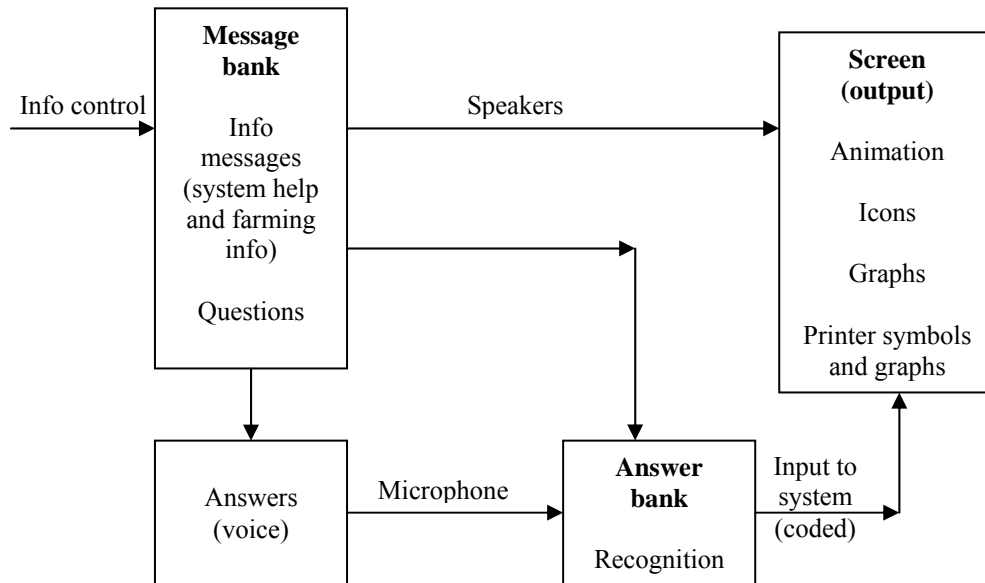 Info control
Message
bank
Info
messages
(system help
and farming
info)
Questions
Speakers
Screen
(output)
Animation
Icons
Graphs
Printer symbols
and graphs
Answers
(voice)
Microphone
Answer
bank
Recognition
Input to
system
(coded)